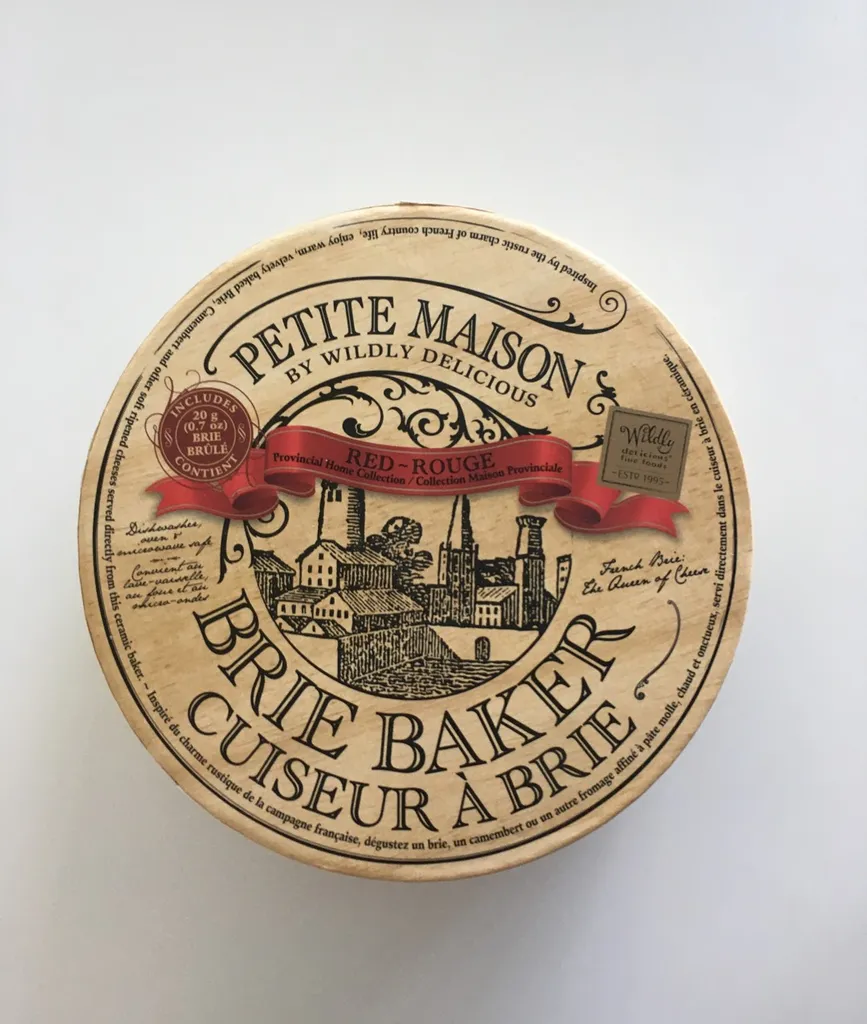 PETITE MAISON
BY WILDLY DELICIOUS
INCLUDES
20 g
(0.7 oz)
BRIE
BRÛLÉ
CONTIENT
RED ~ ROUGE
Provincial Home Collection / Collection Maison Provinciale
Wildly
delicious
fine foods
~ESTD 1995~
Dishwasher,
oven &
microwave safe
Convient au
lave-vaisselle,
au four et au
micro-ondes
French Brie:
The Queen of Cheese
BRIE BAKER
CUISEUR À BRIE
Inspired by the rustic charm of French country life, enjoy warm, velvety baked Brie, Camembert and other soft ripened cheeses served directly from this ceramic baker. ~ Inspiré du charme rustique de la campagne française, dégustez un brie, un camembert ou un autre fromage affiné à pâte molle, chaud et onctueux, servi directement dans le cuiseur à brie en céramique.